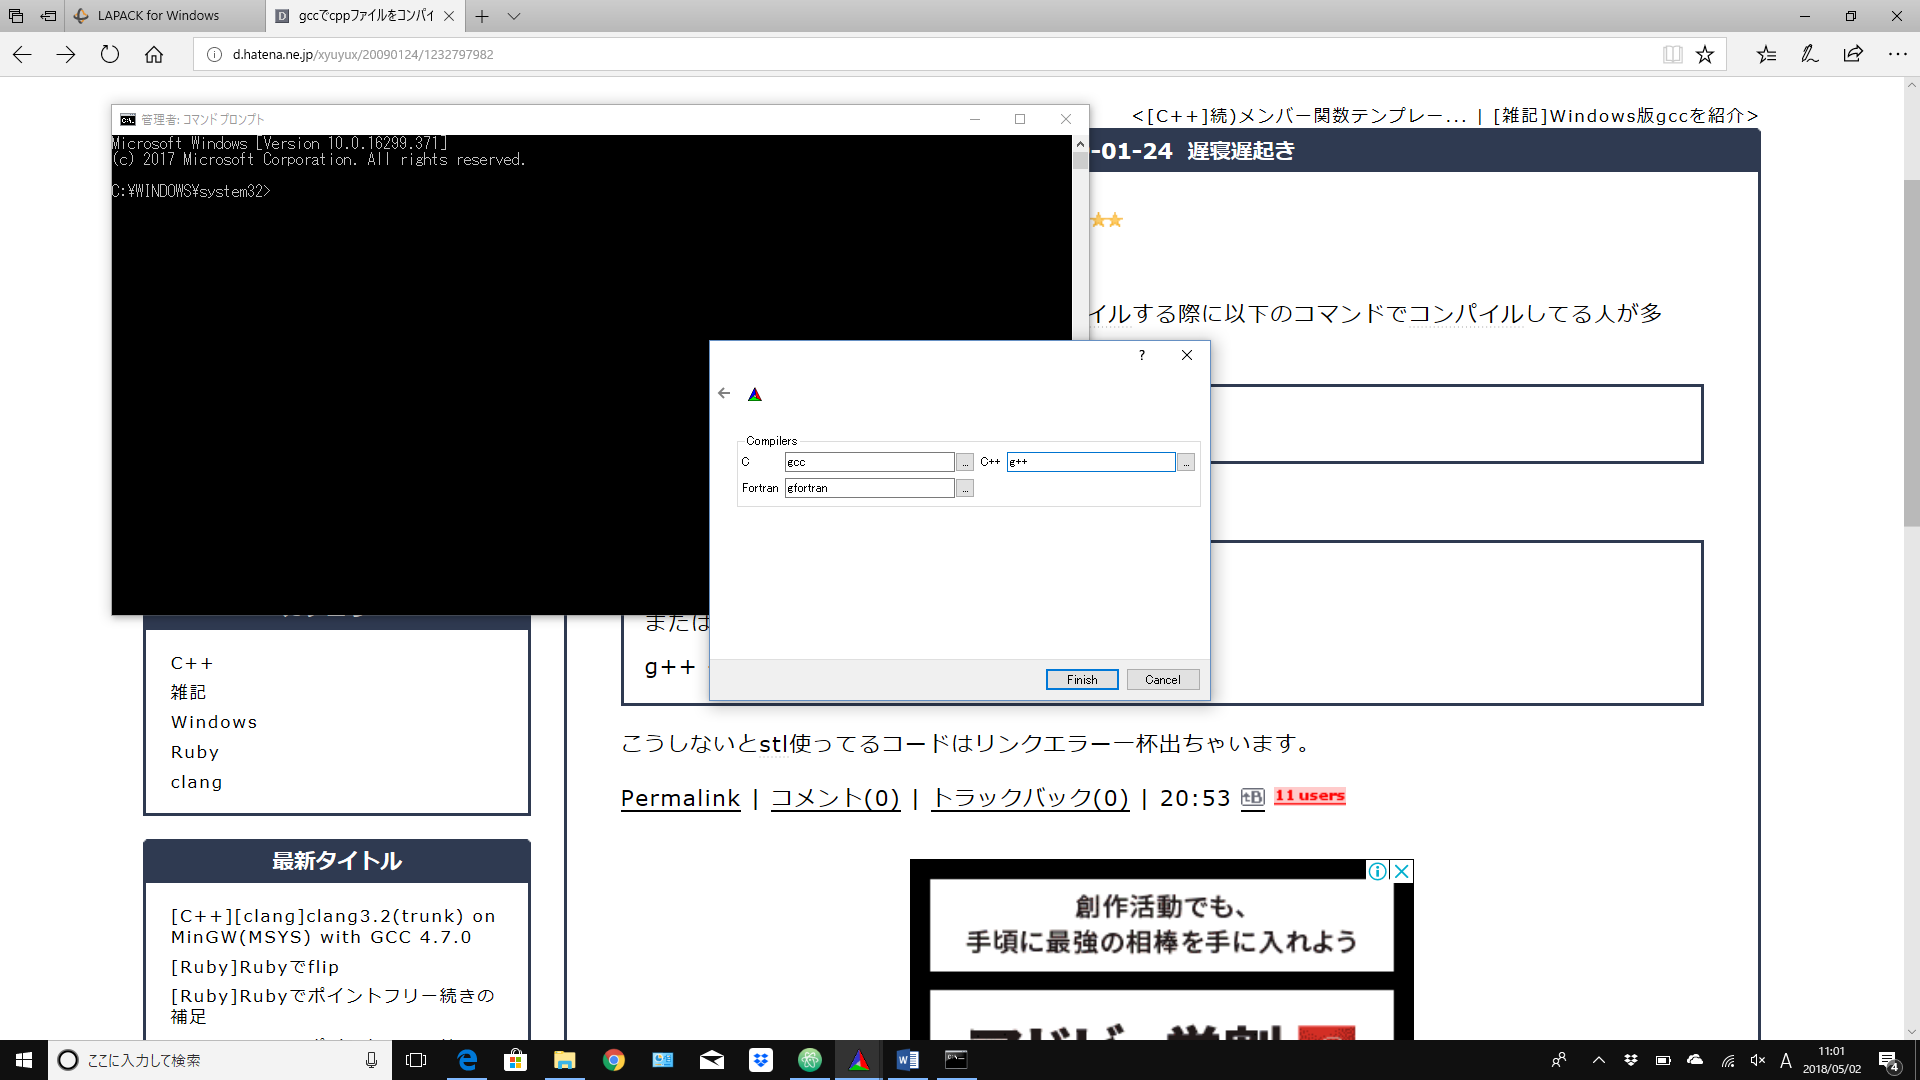 LAPACK for Windows
gccでcppファイルをコンパイ
d.hatena.ne.jp/xyuyux/20090124/1232797982
<[C++]続)メンバー関数テンプレー... | [雑記]Windows版gccを紹介>
管理者: コマンドプロンプト
Microsoft Windows [Version 10.0.16299.371]
(c) 2017 Microsoft Corporation. All rights reserved.
C:¥WINDOWS¥system32>
-01-24 遅寝遅起き
イルする際に以下のコマンドでコンパイルしてる人が多
Compilers
C gcc ... C++ g++ ...
Fortran gfortran ...
Finish Cancel
または
g++
こうしないとstl使ってるコードはリンクエラー一杯出ちゃいます。
Permalink | コメント(0) | トラックバック(0) | 20:53 tB 11 users
C++
雑記
Windows
Ruby
clang
最新タイトル
[C++][clang]clang3.2(trunk) on
MinGW(MSYS) with GCC 4.7.0
[Ruby]Rubyでflip
[Ruby]Rubyでポイントフリー続きの
補足
創作活動でも、
手頃に最強の相棒を手に入れよう
ここに入力して検索
A
11:01
2018/05/02
4